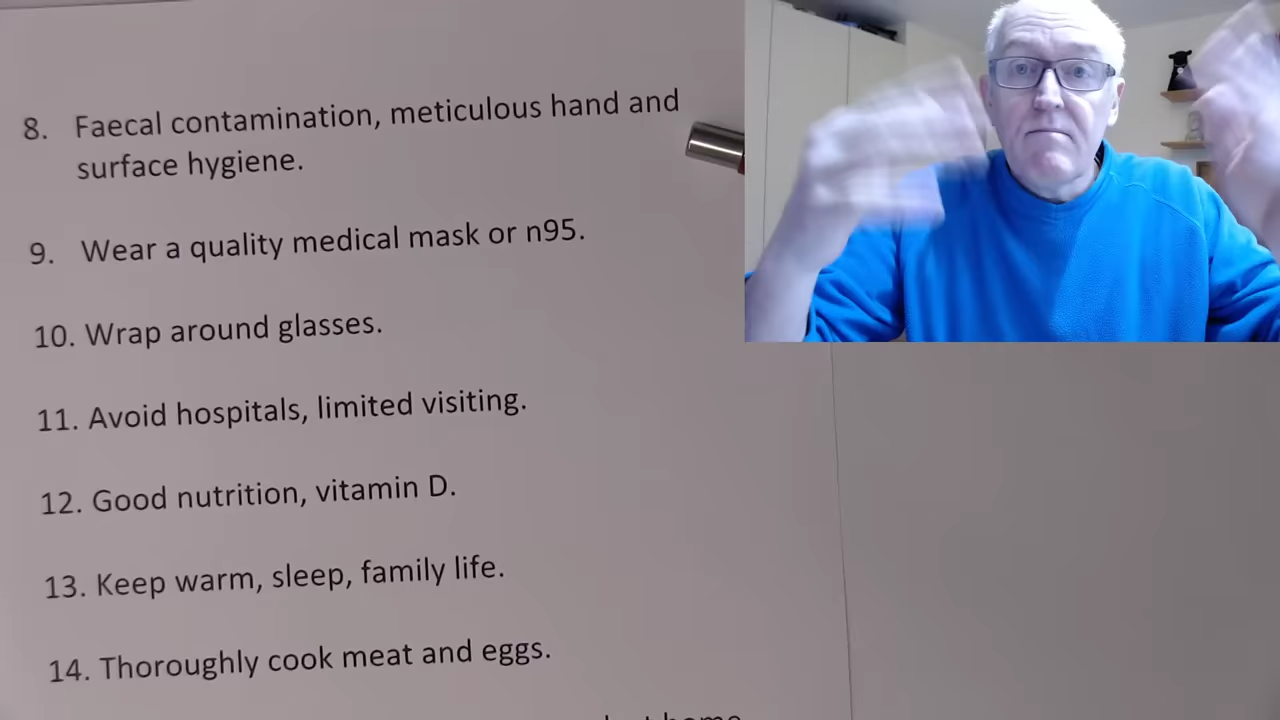 8. Faecal contamination, meticulous hand and
surface hygiene.
9. Wear a quality medical mask or n95.
10. Wrap around glasses.
11. Avoid hospitals, limited visiting.
12. Good nutrition, vitamin D.
13. Keep warm, sleep, family life.
14. Thoroughly cook meat and eggs.